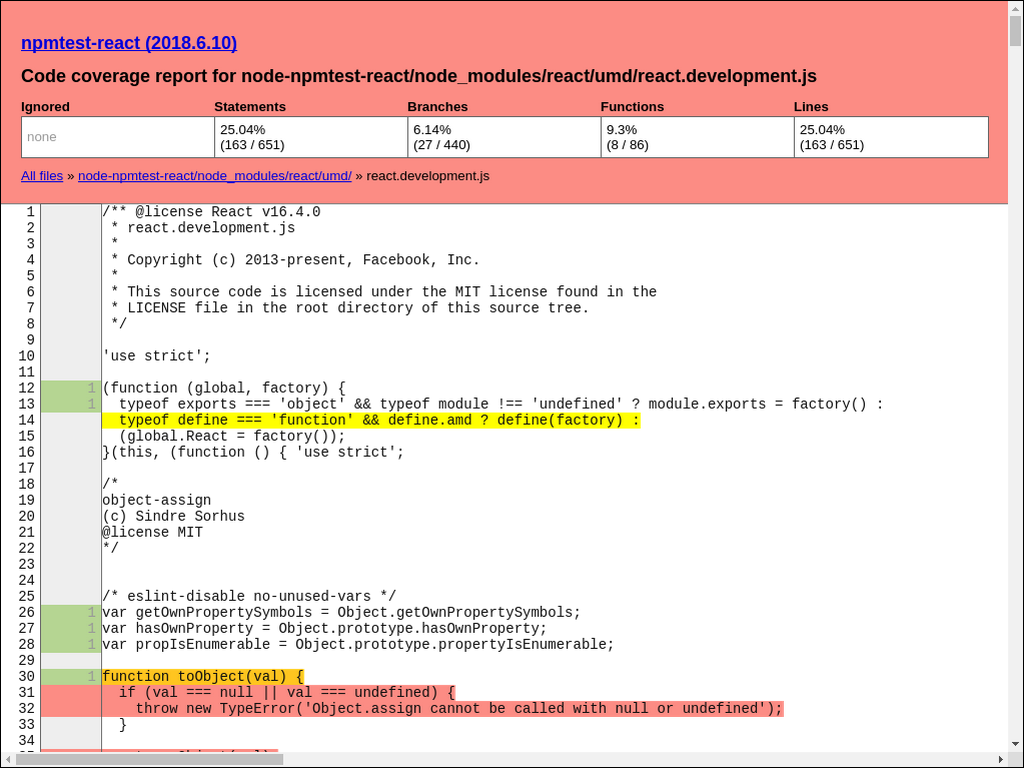 npmtest-react (2018.6.10)
Code coverage report for node-npmtest-react/node_modules/react/umd/react.development.js
Ignored Statements Branches Functions Lines
none 25.04% 6.14% 9.3% 25.04%
(163 / 651) (27 / 440) (8 / 86) (163 / 651)
All files » node-npmtest-react/node_modules/react/umd/ » react.development.js
1 /** @license React v16.4.0
2  * react.development.js
3  *
4  * Copyright (c) 2013-present, Facebook, Inc.
5  *
6  * This source code is licensed under the MIT license found in the
7  * LICENSE file in the root directory of this source tree.
8  */
9
10 'use strict';
11
12 1 (function (global, factory) {
13 1   typeof exports === 'object' && typeof module !== 'undefined' ? module.exports = factory() :
14   typeof define === 'function' && define.amd ? define(factory) :
15   (global.React = factory());
16 }(this, (function () { 'use strict';
17
18 /*
19 object-assign
20 (c) Sindre Sorhus
21 @license MIT
22 */
23
24
25 /* eslint-disable no-unused-vars */
26 1 var getOwnPropertySymbols = Object.getOwnPropertySymbols;
27 1 var hasOwnProperty = Object.prototype.hasOwnProperty;
28 1 var propIsEnumerable = Object.prototype.propertyIsEnumerable;
29
30 1 function toObject(val) {
31   if (val === null || val === undefined) {
32     throw new TypeError('Object.assign cannot be called with null or undefined');
33   }
34